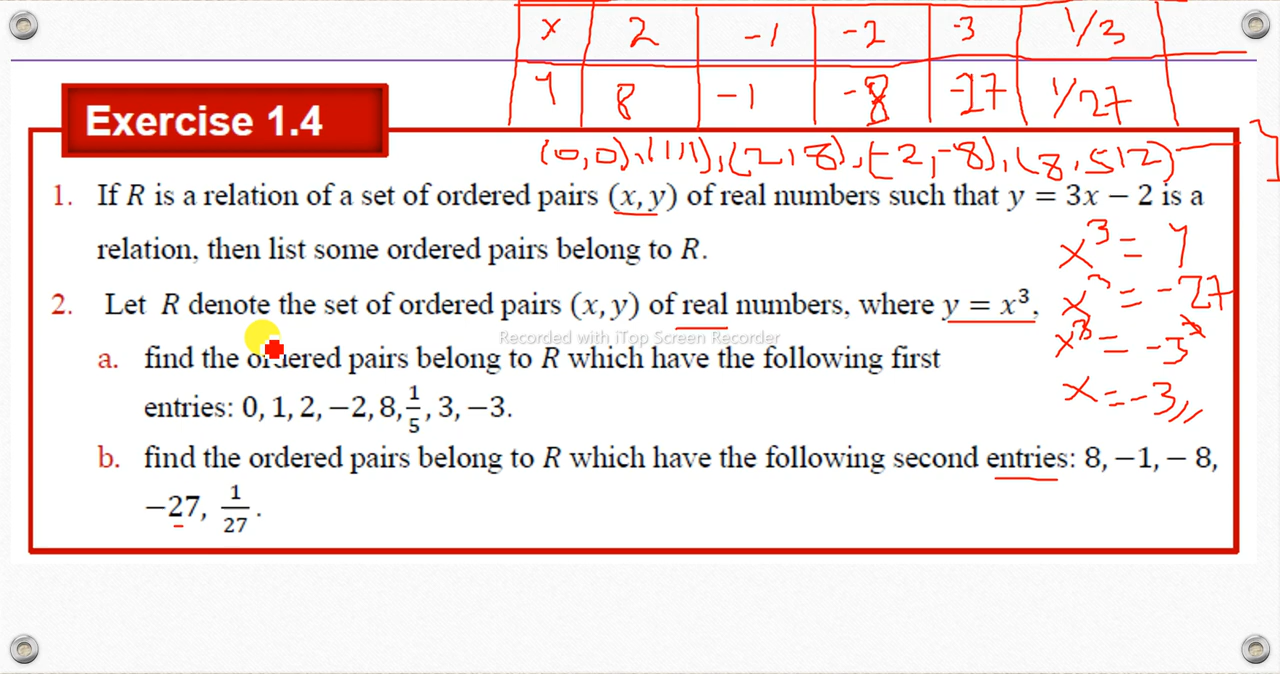 x 2 -1 -2 -3 1/3
y 8 -1 -8 -27 1/27
(0,0), (1,1), (2,8), (-2,-8), (8,512) }
Exercise 1.4
1. If R is a relation of a set of ordered pairs (x, y) of real numbers such that y = 3x − 2 is a
relation, then list some ordered pairs belong to R.
x³ = y
2. Let R denote the set of ordered pairs (x, y) of real numbers, where y = x³,
x³ = -27
Recorded with iTop Screen Recorder
x³ = -3³
a. find the ordered pairs belong to R which have the following first
entries: 0, 1, 2, −2, 8, 1/5, 3, −3.
x = -3
b. find the ordered pairs belong to R which have the following second entries: 8, −1, − 8,
−27, 1/27.